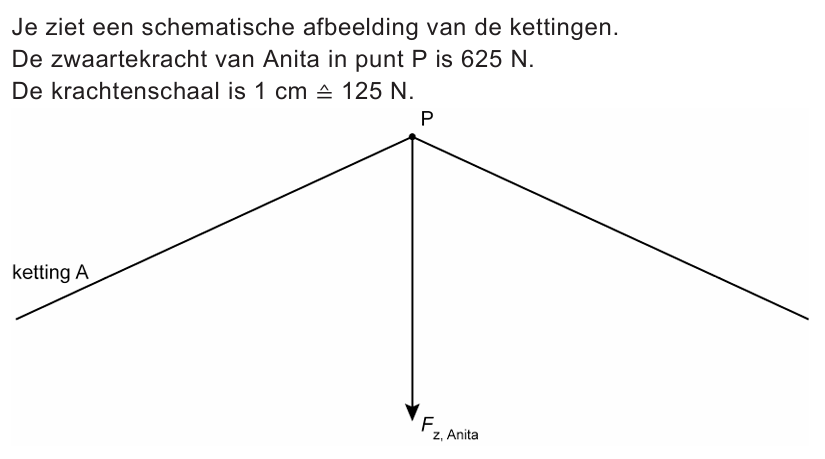 Je ziet een schematische afbeelding van de kettingen.
De zwaartekracht van Anita in punt P is 625 N.
De krachtenschaal is 1 cm ≙ 125 N.
P
ketting A
F z, Anita